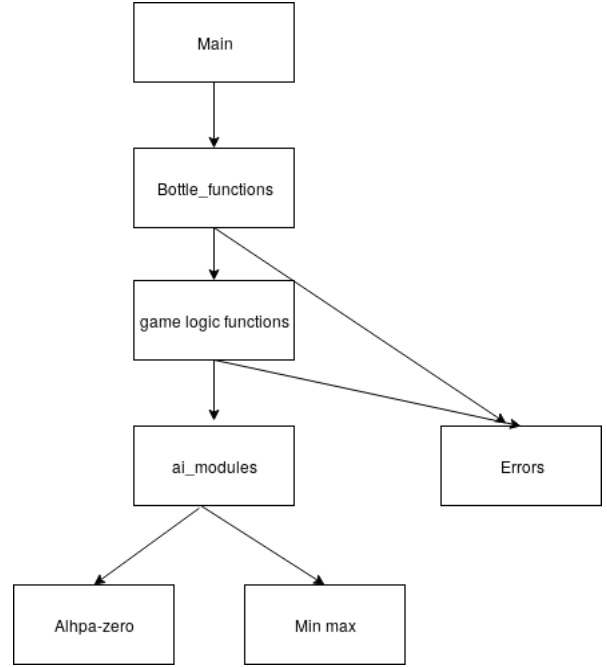 Main
Bottle_functions
game logic functions
ai_modules
Errors
Alhpa-zero
Min max